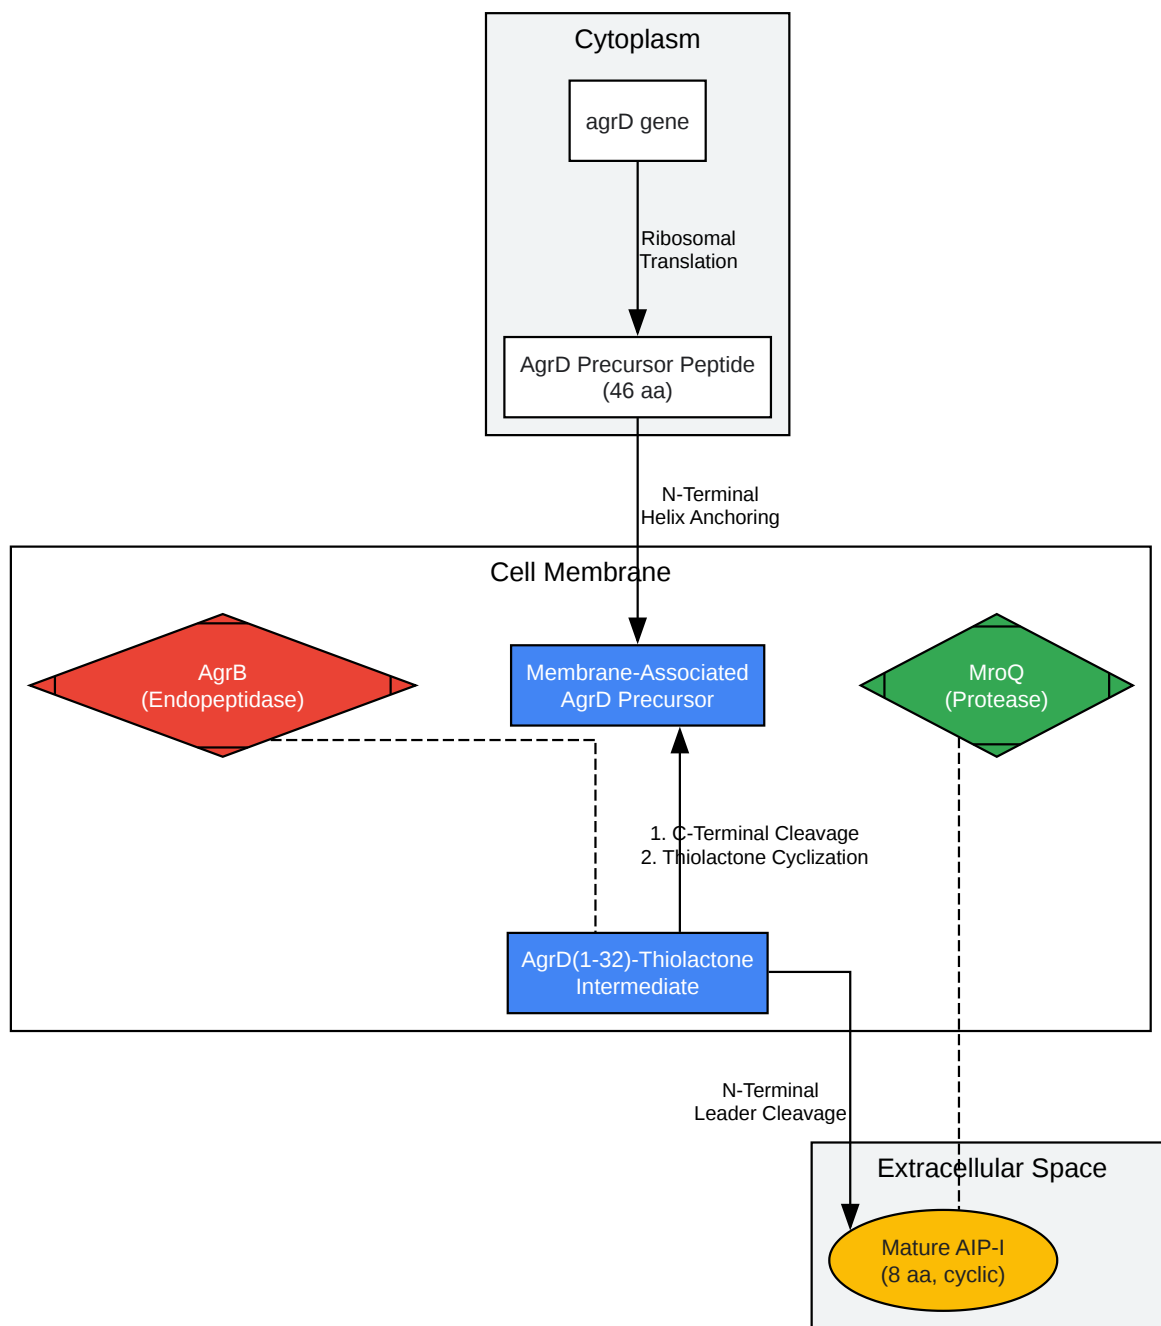 Cytoplasm
agrD gene
Ribosomal
Translation
AgrD Precursor Peptide
(46 aa)
N-Terminal
Helix Anchoring
Cell Membrane
AgrB
(Endopeptidase)
Membrane-Associated
AgrD Precursor
MroQ
(Protease)
1. C-Terminal Cleavage
2. Thiolactone Cyclization
AgrD(1-32)-Thiolactone
Intermediate
N-Terminal
Leader Cleavage
Extracellular Space
Mature AIP-I
(8 aa, cyclic)